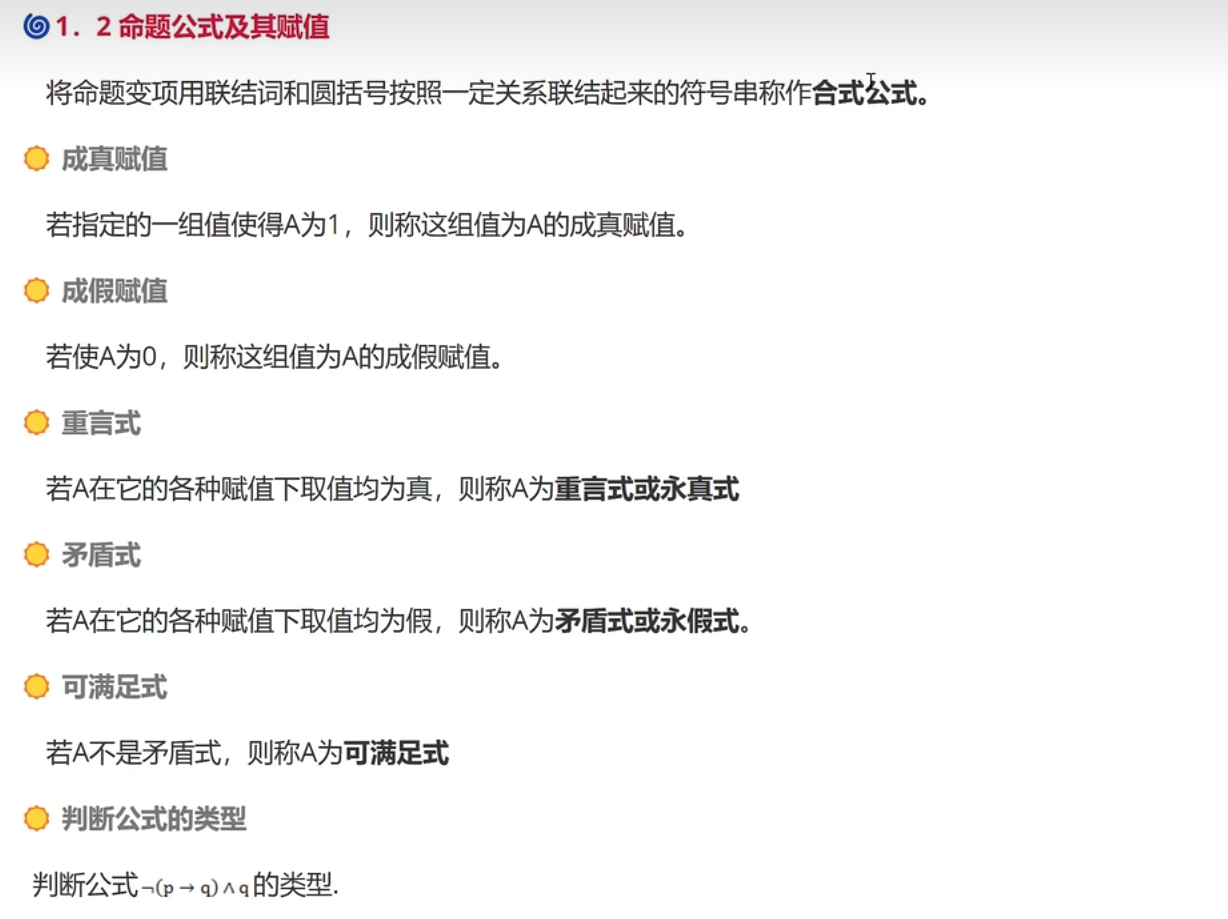 1．2 命题公式及其赋值
将命题变项用联结词和圆括号按照一定关系联结起来的符号串称作合式公式。
成真赋值
若指定的一组值使得A为1，则称这组值为A的成真赋值。
成假赋值
若使A为0，则称这组值为A的成假赋值。
重言式
若A在它的各种赋值下取值均为真，则称A为重言式或永真式
矛盾式
若A在它的各种赋值下取值均为假，则称A为矛盾式或永假式。
可满足式
若A不是矛盾式，则称A为可满足式
判断公式的类型
判断公式¬(p→q)∧q的类型.